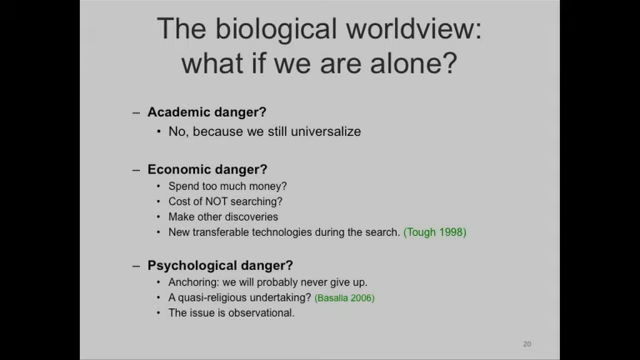 The biological worldview:
what if we are alone?
– Academic danger?
• No, because we still universalize
– Economic danger?
• Spend too much money?
• Cost of NOT searching?
• Make other discoveries
• New transferable technologies during the search. (Tough 1998)
– Psychological danger?
• Anchoring: we will probably never give up.
• A quasi-religious undertaking? (Basalla 2006)
• The issue is observational.
20